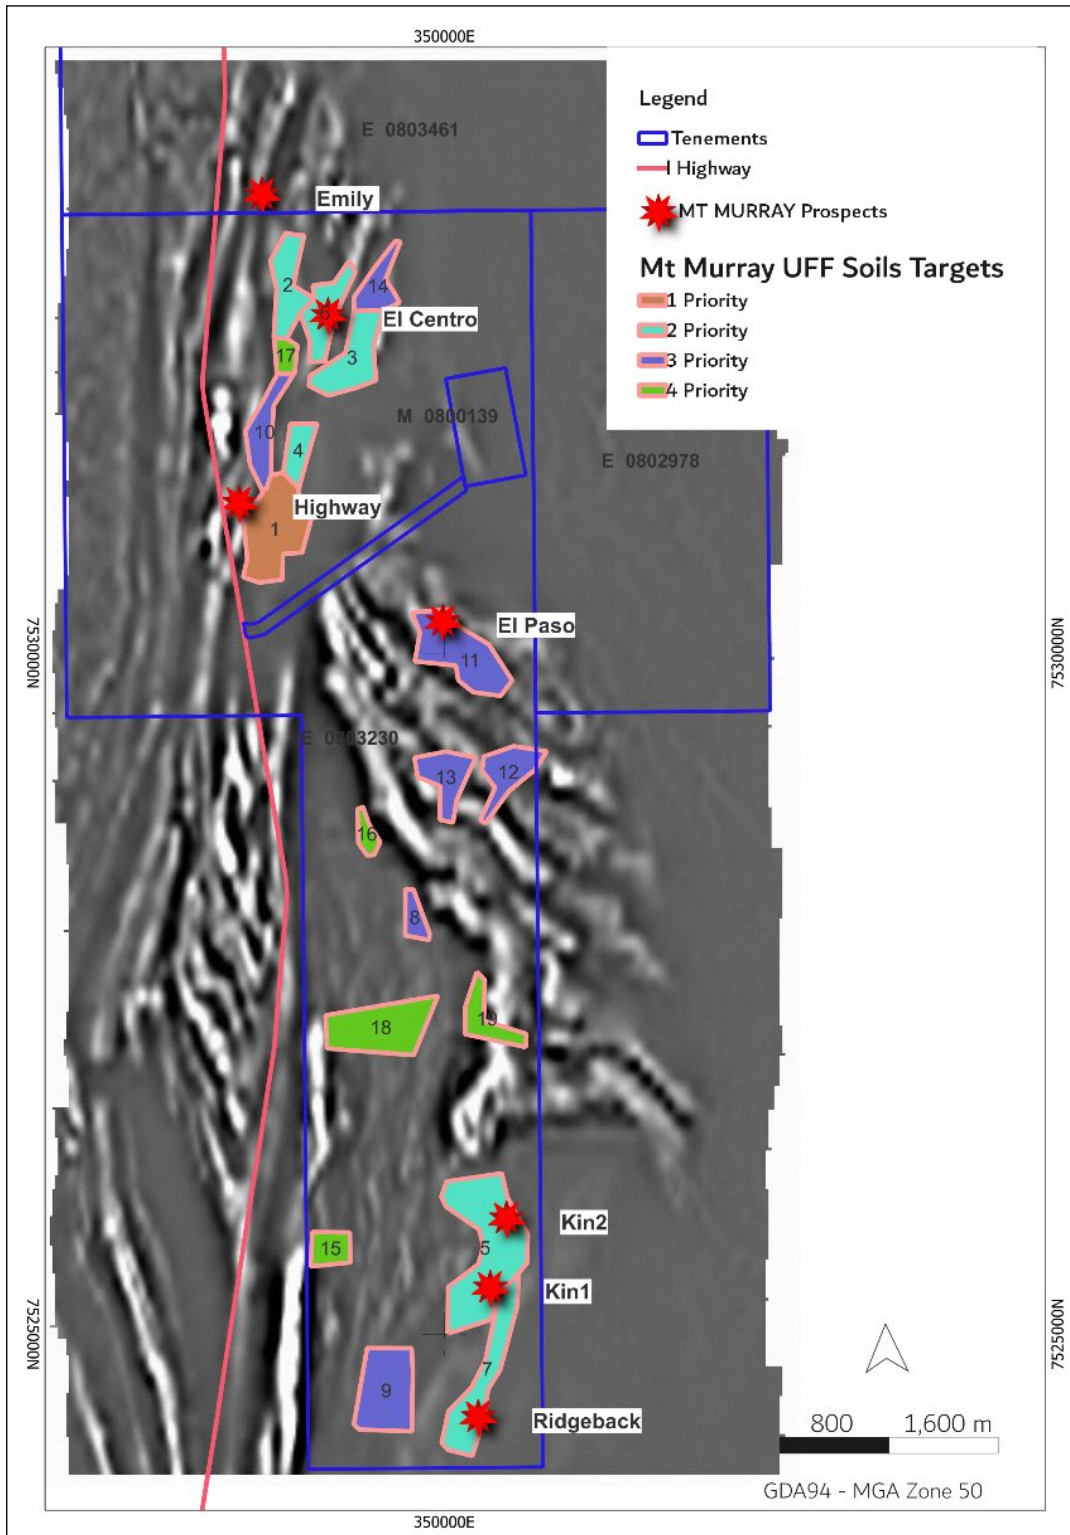 350000E
Legend
Tenements
Highway
MT MURRAY Prospects
Mt Murray UFF Soils Targets
1 Priority
2 Priority
3 Priority
4 Priority
E 0803461
Emily
2
14
6
El Centro
17
3
M 0800139
10
4
E 0802978
Highway
1
El Paso
11
7530000N
7530000N
E 0803230
13
12
16
8
18
19
Kin2
5
15
Kin1
7525000N
7525000N
7
9
Ridgeback
800 1,600 m
GDA94 - MGA Zone 50
350000E